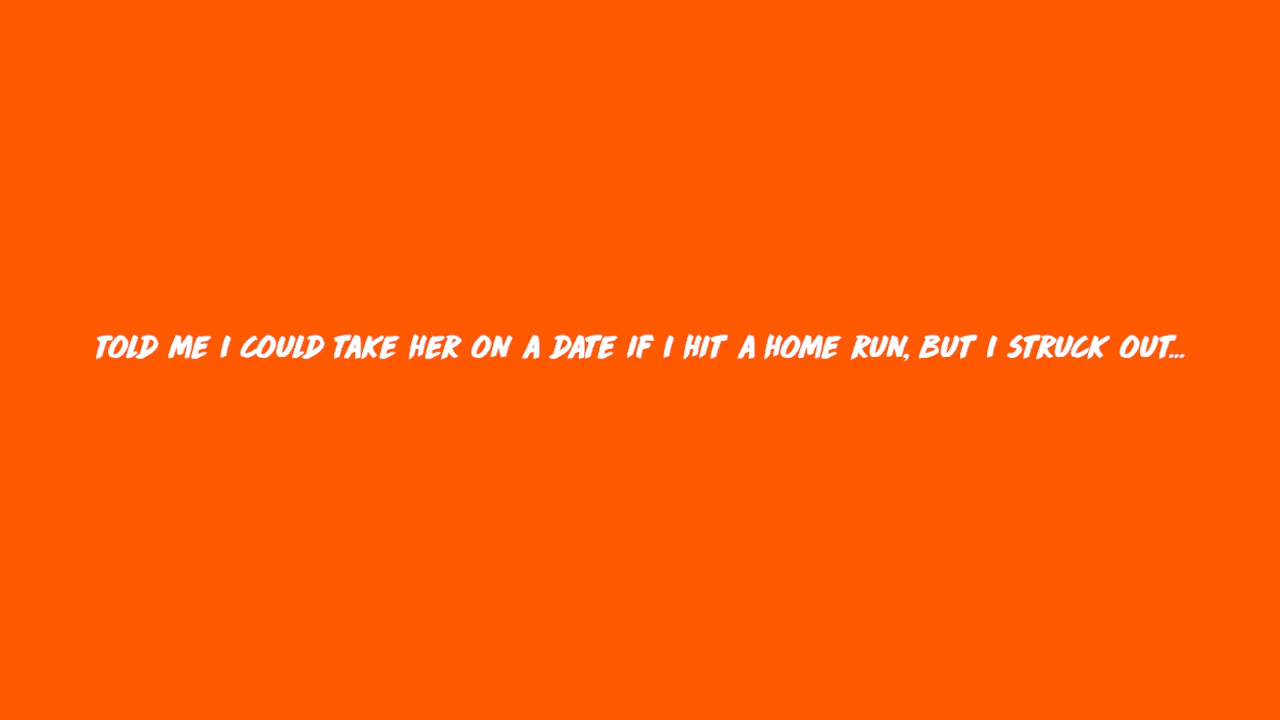 TOLD ME I COULD TAKE HER ON A DATE IF I HIT A HOME RUN, BUT I STRUCK OUT...